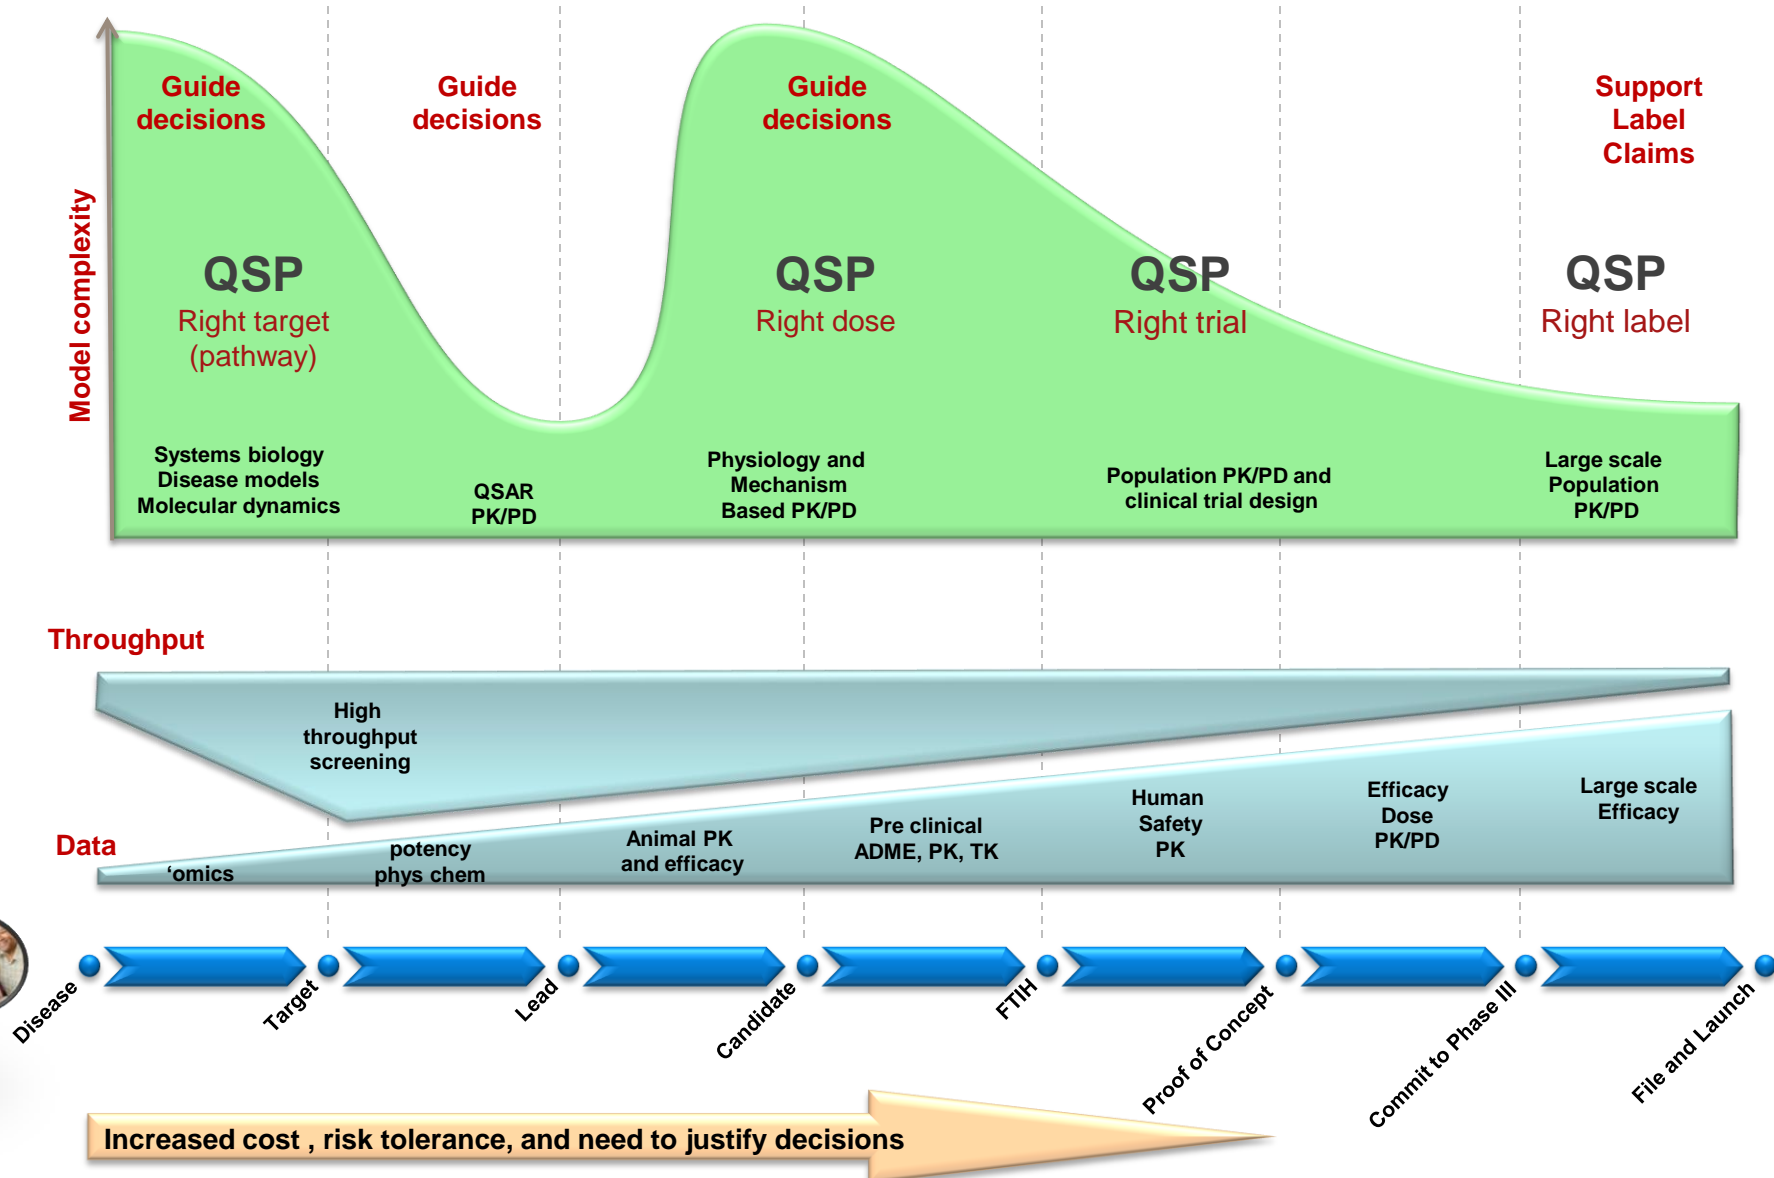 Guide
decisions
Guide
decisions
Guide
decisions
Support
Label
Claims
Model complexity
QSP
Right target
(pathway)
QSP
Right dose
QSP
Right trial
QSP
Right label
Systems biology
Disease models
Molecular dynamics
QSAR
PK/PD
Physiology and
Mechanism
Based PK/PD
Population PK/PD and
clinical trial design
Large scale
Population
PK/PD
Throughput
High
throughput
screening
Data
‘omics
potency
phys chem
Animal PK
and efficacy
Pre clinical
ADME, PK, TK
Human
Safety
PK
Efficacy
Dose
PK/PD
Large scale
Efficacy
Disease
Target
Lead
Candidate
FTIH
Proof of Concept
Commit to Phase III
File and Launch
Increased cost , risk tolerance, and need to justify decisions